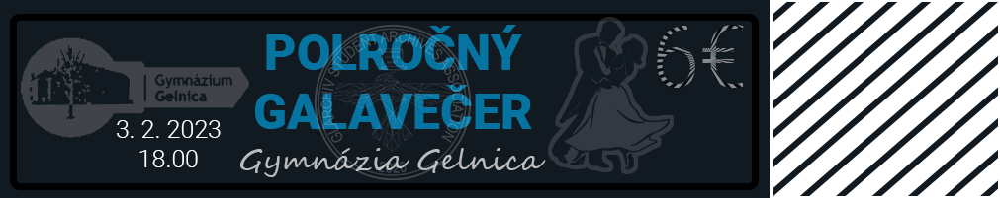 Gymnázium
Gelnica
3. 2. 2023
18.00
POLROČNÝ
GALAVEČER
Gymnázia Gelnica
6€